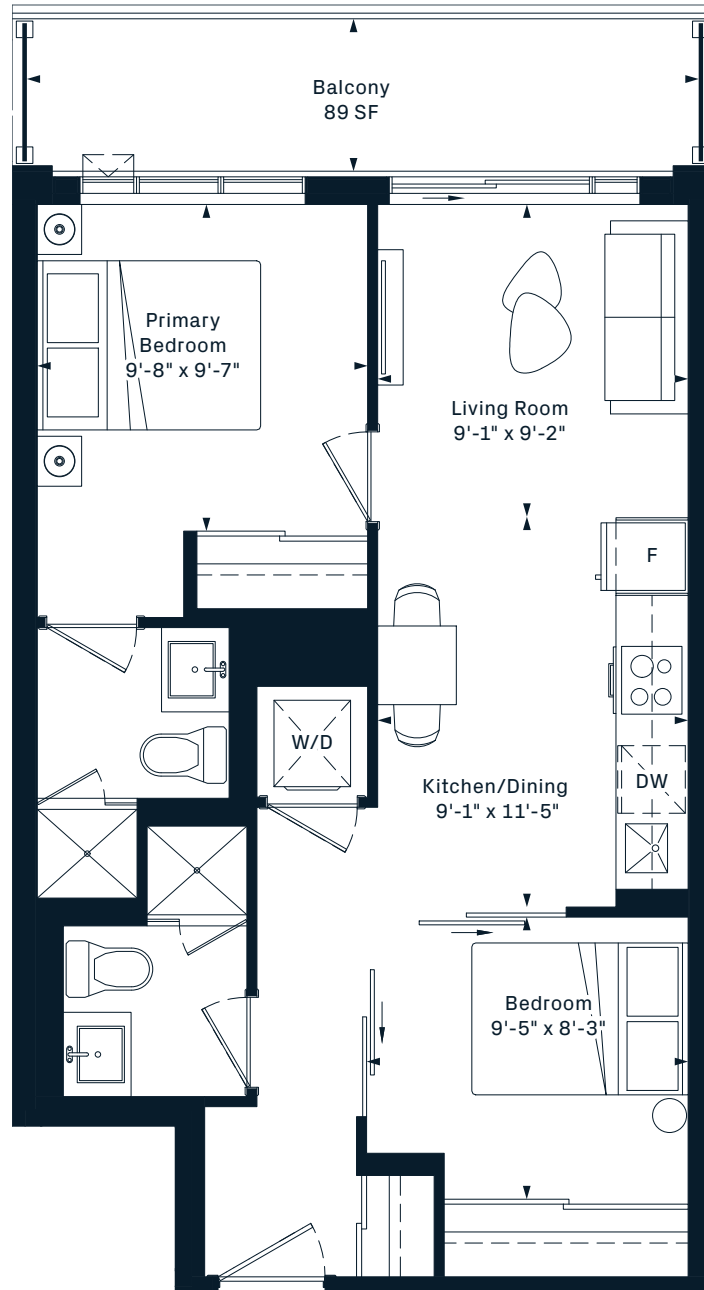 Balcony
89 SF
Primary
Bedroom
9'-8" x 9'-7"
Living Room
9'-1" x 9'-2"
F
W/D
Kitchen/Dining
9'-1" x 11'-5"
DW
Bedroom
9'-5" x 8'-3"